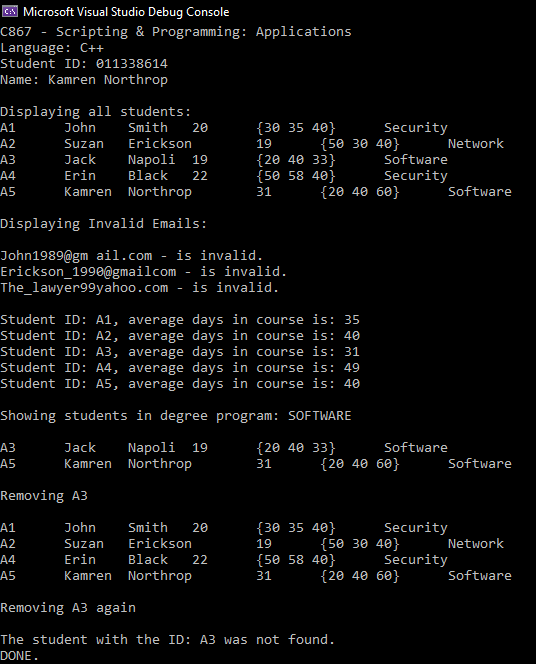 Microsoft Visual Studio Debug Console
C867 - Scripting & Programming: Applications
Language: C++
Student ID: 011338614
Name: Kamren Northrop
Displaying all students:
A1 John Smith 20 {30 35 40} Security
A2 Suzan Erickson 19 {50 30 40} Network
A3 Jack Napoli 19 {20 40 33} Software
A4 Erin Black 22 {50 58 40} Security
A5 Kamren Northrop 31 {20 40 60} Software
Displaying Invalid Emails:
John1989@gm ail.com - is invalid.
Erickson_1990@gmailcom - is invalid.
The_lawyer99yahoo.com - is invalid.
Student ID: A1, average days in course is: 35
Student ID: A2, average days in course is: 40
Student ID: A3, average days in course is: 31
Student ID: A4, average days in course is: 49
Student ID: A5, average days in course is: 40
Showing students in degree program: SOFTWARE
A3 Jack Napoli 19 {20 40 33} Software
A5 Kamren Northrop 31 {20 40 60} Software
Removing A3
A1 John Smith 20 {30 35 40} Security
A2 Suzan Erickson 19 {50 30 40} Network
A4 Erin Black 22 {50 58 40} Security
A5 Kamren Northrop 31 {20 40 60} Software
Removing A3 again
The student with the ID: A3 was not found.
DONE.